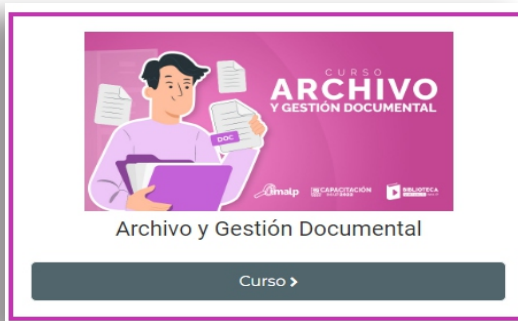 CURSO
ARCHIVO
Y GESTIÓN DOCUMENTAL
DOC
imalp
CAPACITACIÓN
BIBLIOTECA
Archivo y Gestión Documental
Curso >